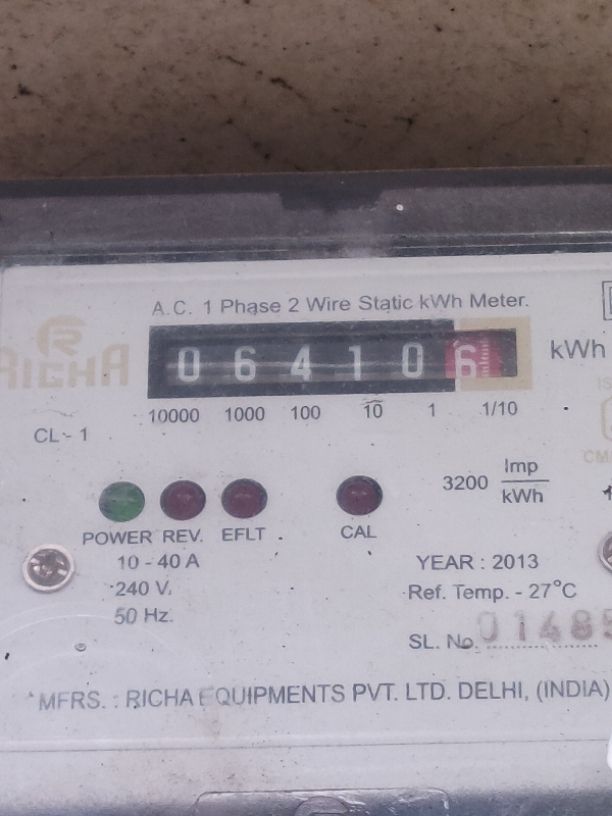 A.C. 1 Phase 2 Wire Static kWh Meter.
RICHA
0 6 4 1 0 6
kWh
10000 1000 100 10 1 1/10
CL - 1
3200 Imp/kWh
POWER REV. EFLT CAL
10 - 40 A
240 V.
50 Hz.
YEAR : 2013
Ref. Temp. - 27°C
SL. No.
MFRS. : RICHA EQUIPMENTS PVT. LTD. DELHI, (INDIA)